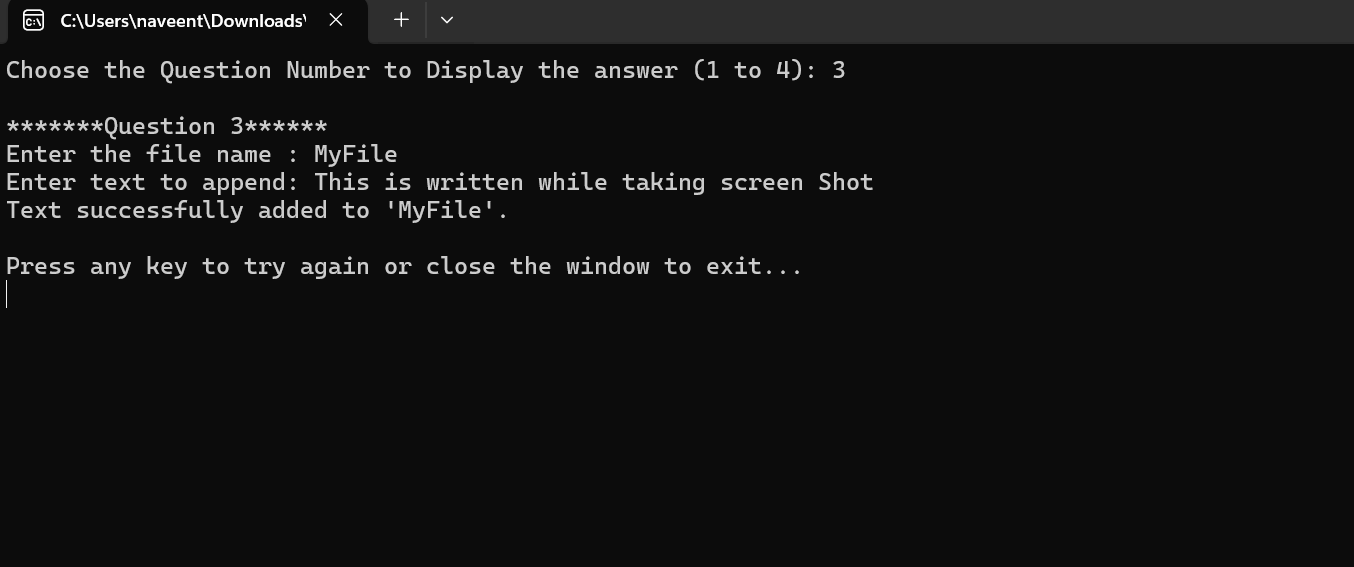 C:\Users\naveent\Downloads\
Choose the Question Number to Display the answer (1 to 4): 3
*******Question 3******
Enter the file name : MyFile
Enter text to append: This is written while taking screen Shot
Text successfully added to 'MyFile'.
Press any key to try again or close the window to exit...